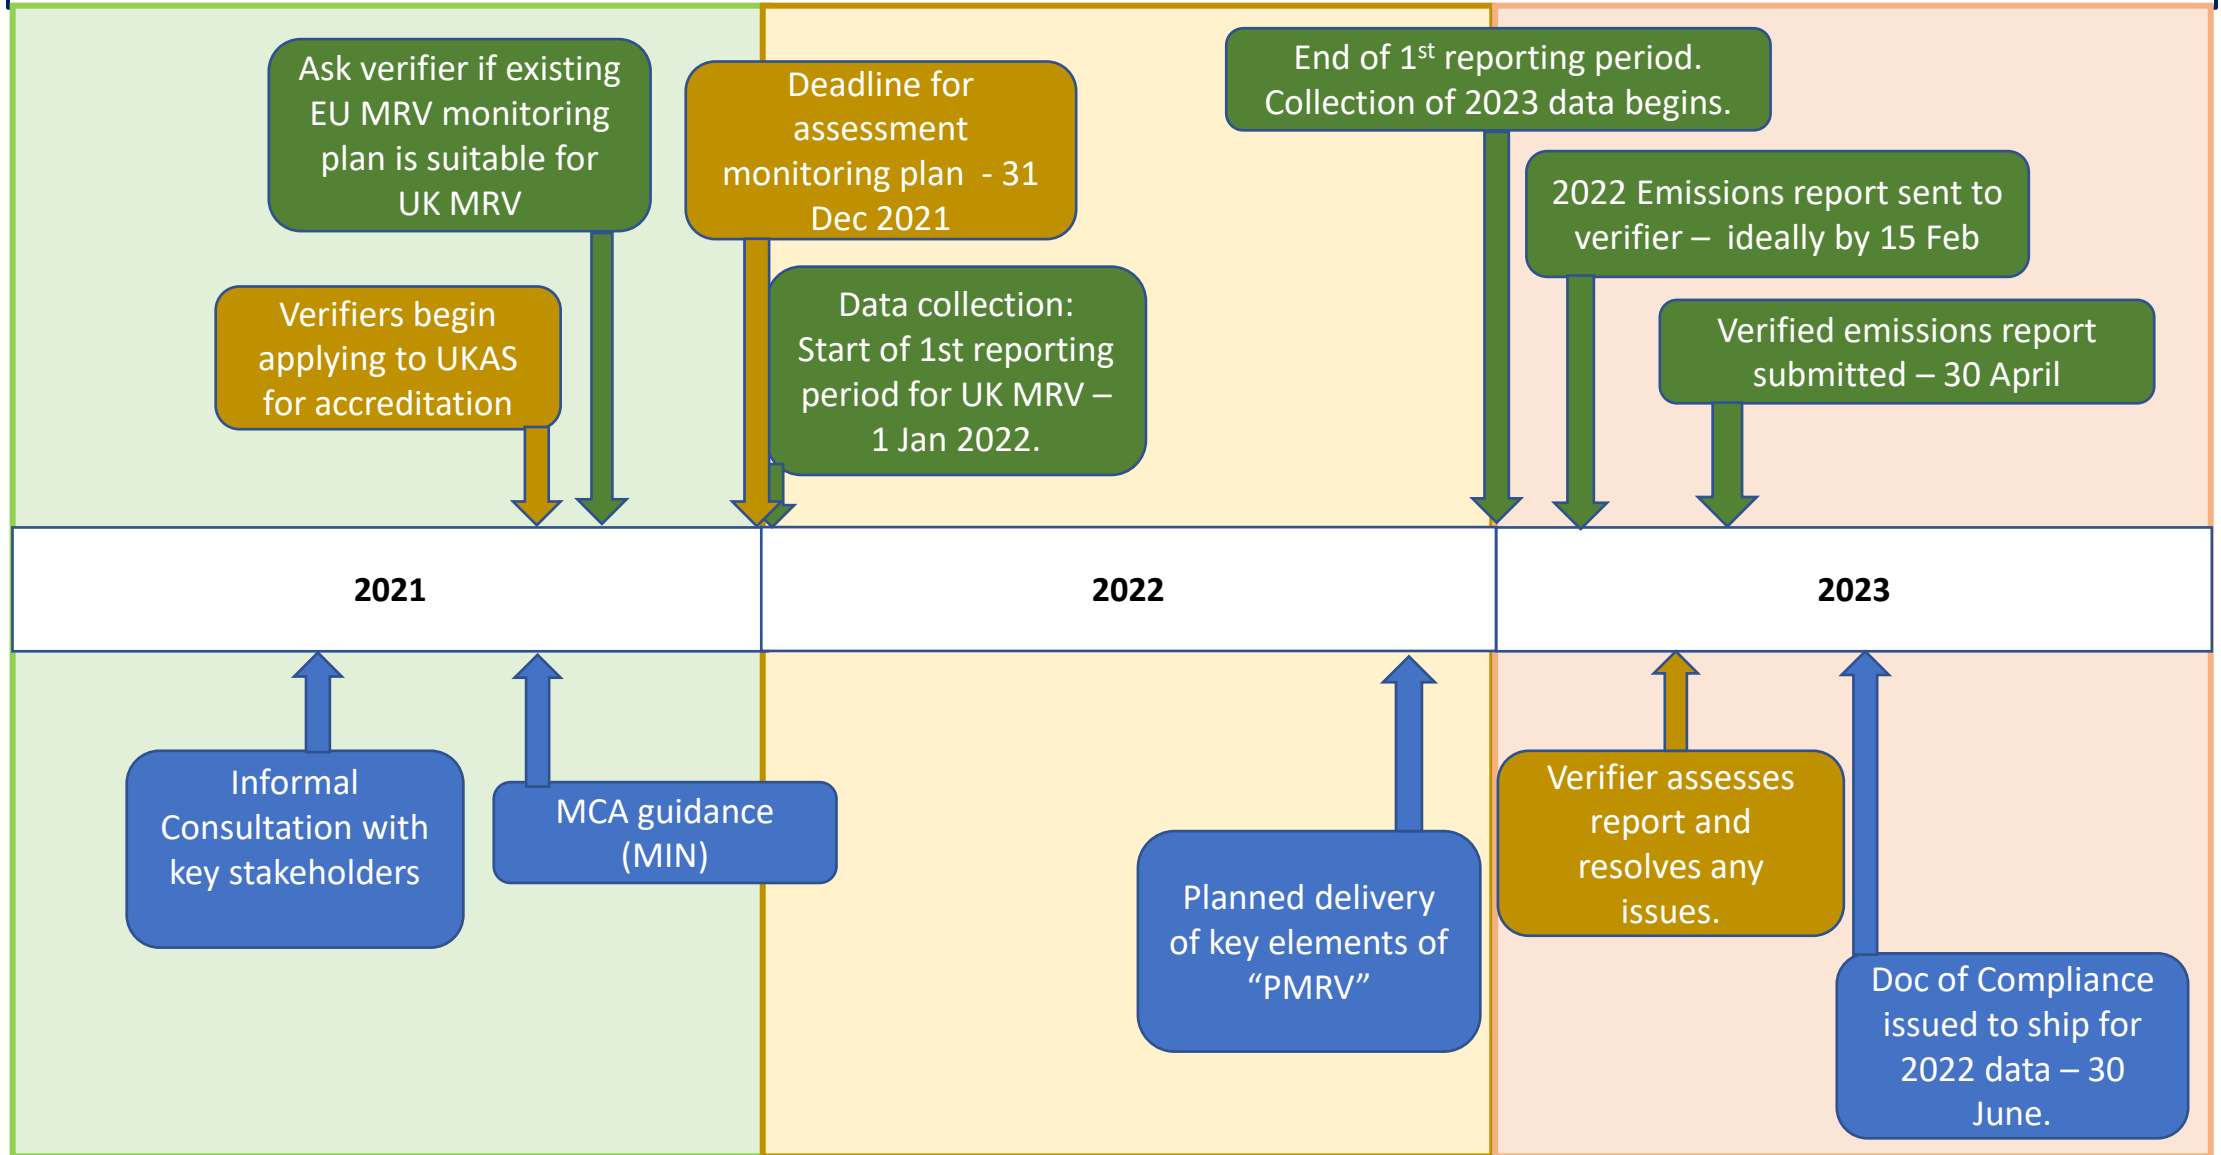 Ask verifier if existing
EU MRV monitoring
plan is suitable for
UK MRV
Deadline for
assessment
monitoring plan  - 31
Dec 2021
End of 1st reporting period.
Collection of 2023 data begins.
2022 Emissions report sent to
verifier –  ideally by 15 Feb
Verifiers begin
applying to UKAS
for accreditation
Data collection:
Start of 1st reporting
period for UK MRV –
1 Jan 2022.
Verified emissions report
submitted – 30 April
2021
2022
2023
Informal
Consultation with
key stakeholders
MCA guidance
(MIN)
Planned delivery
of key elements of
“PMRV”
Verifier assesses
report and
resolves any
issues.
Doc of Compliance
issued to ship for
2022 data – 30
June.